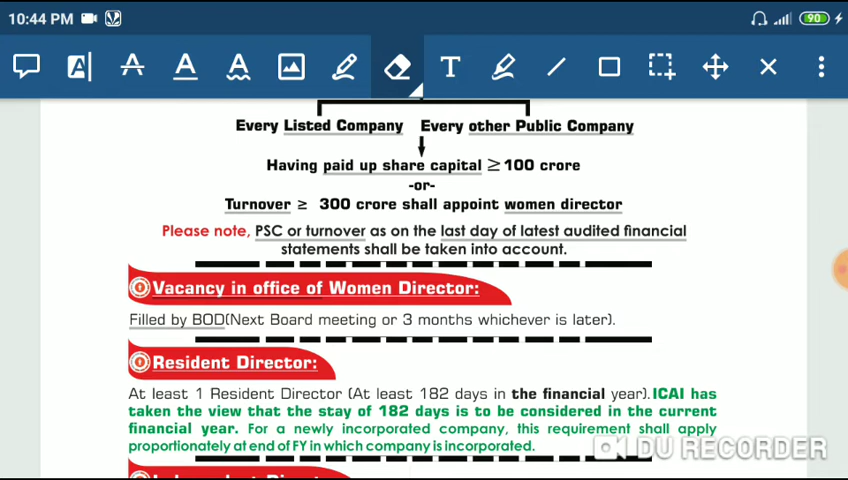 10:44 PM 90
A A A A T
Every Listed Company Every other Public Company
Having paid up share capital ≥ 100 crore
-or-
Turnover ≥ 300 crore shall appoint women director
Please note, PSC or turnover as on the last day of latest audited financial
statements shall be taken into account.
Vacancy in office of Women Director:
Filled by BOD(Next Board meeting or 3 months whichever is later).
Resident Director:
At least 1 Resident Director (At least 182 days in the financial year). ICAI has
taken the view that the stay of 182 days is to be considered in the current
financial year. For a newly incorporated company, this requirement shall apply
proportionately at end of FY in which company is incorporated.
DU RECORDER